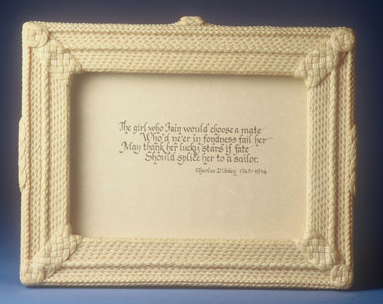 The girl who fain would choose a mate
Who'd ne'er in fondness fail her
May thank her lucky stars if fate
Should splice her to a sailor.
Charles Dibdin 1745-1814